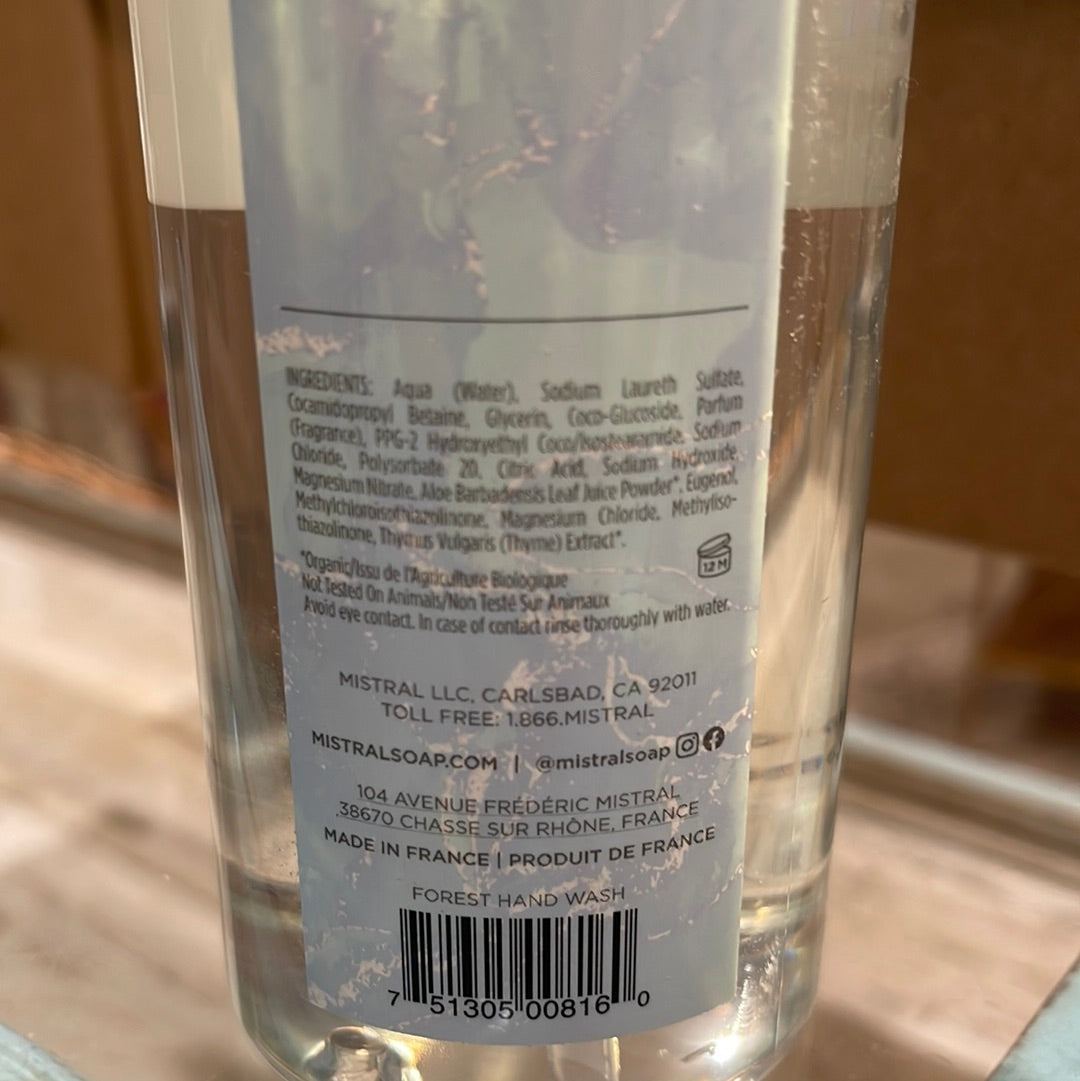 INGREDIENTS: Aqua (Water), Sodium Laureth Sulfate,
Cocamidopropyl Betaine, Glycerin, Coco-Glucoside, Parfum
(Fragrance), PPG-2 Hydroxyethyl Coco/Isostearamide, Sodium
Chloride, Polysorbate 20, Citric Acid, Sodium Hydroxide,
Magnesium Nitrate, Aloe Barbadensis Leaf Juice Powder*, Eugenol,
Methylchloroisothiazolinone, Magnesium Chloride, Methyliso-
thiazolinone, Thymus Vulgaris (Thyme) Extract*.
12 M
*Organic/Issu de l'Agriculture Biologique
Not Tested On Animals/Non Testé Sur Animaux
Avoid eye contact. In case of contact rinse thoroughly with water.
MISTRAL LLC, CARLSBAD, CA 92011
TOLL FREE: 1.866.MISTRAL
MISTRALSOAP.COM | @mistralsoap
104 AVENUE FRÉDÉRIC MISTRAL
38670 CHASSE SUR RHÔNE, FRANCE
MADE IN FRANCE | PRODUIT DE FRANCE
FOREST HAND WASH
7 51305 00816 0